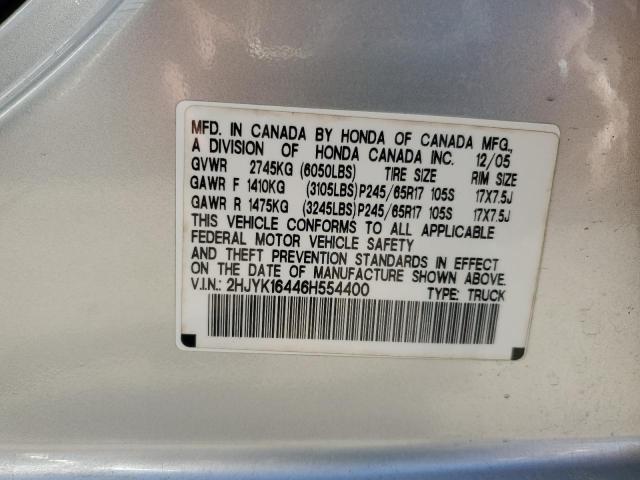 MFD. IN CANADA BY HONDA OF CANADA MFG.,
A DIVISION OF HONDA CANADA INC. 12/05
GVWR 2745KG (6050LBS) TIRE SIZE RIM SIZE
GAWR F 1410KG (3105LBS) P245/65R17 105S 17X7.5J
GAWR R 1475KG (3245LBS) P245/65R17 105S 17X7.5J
THIS VEHICLE CONFORMS TO ALL APPLICABLE
FEDERAL MOTOR VEHICLE SAFETY
AND THEFT PREVENTION STANDARDS IN EFFECT
ON THE DATE OF MANUFACTURE SHOWN ABOVE.
V.I.N.: 2HJYK16446H554400 TYPE: TRUCK